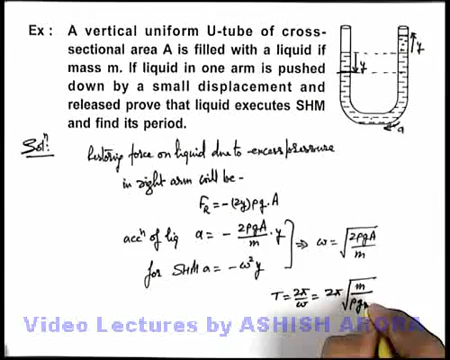 Ex : A vertical uniform U-tube of cross-
sectional area A is filled with a liquid if
mass m. If liquid in one arm is pushed
down by a small displacement and
released prove that liquid executes SHM
and find its period.
y
y
a
Solⁿ:
Restoring force on liquid due to excess pressure
in right arm will be -
F_R = -(2y)ρg.A
accⁿ of liq a = - 2ρgA/m . y
⇒ ω = √(2ρgA/m)
for SHM a = -ω²y
T = 2π/ω = 2π √(m/ρg
Video Lectures by ASHISH ARORA